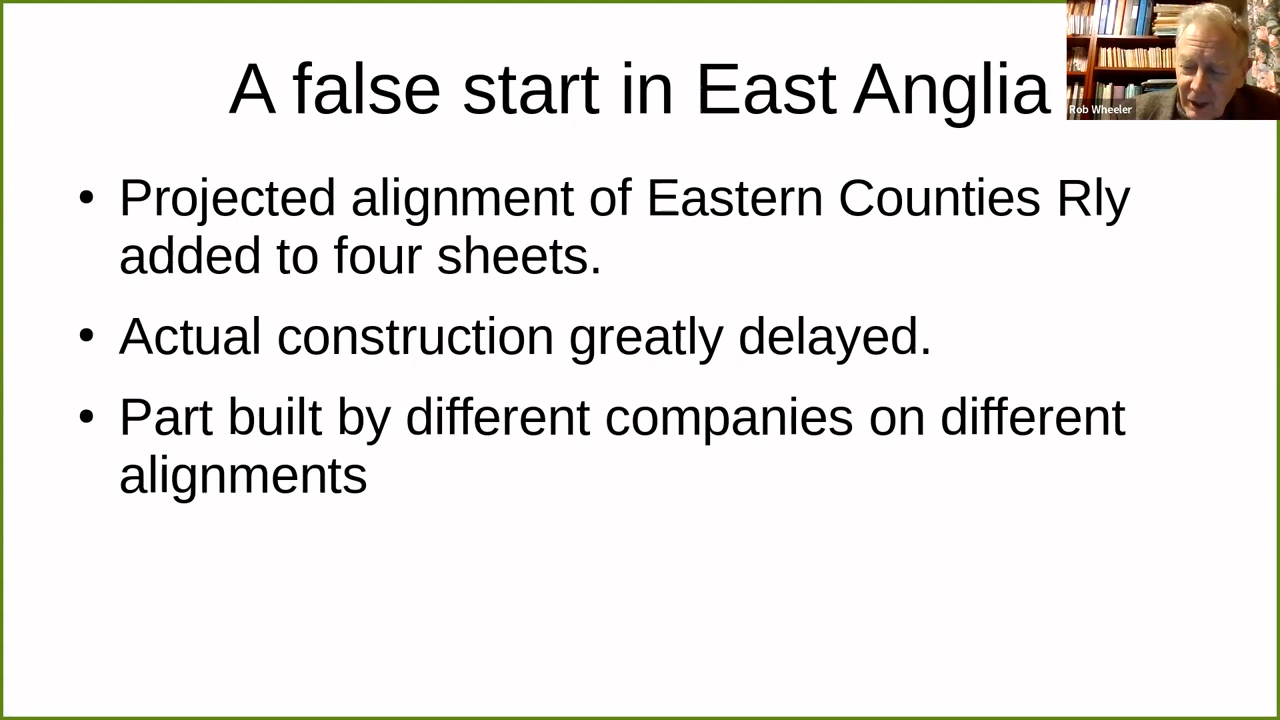 A false start in East Anglia
Rob Wheeler
• Projected alignment of Eastern Counties Rly
added to four sheets.
• Actual construction greatly delayed.
• Part built by different companies on different
alignments